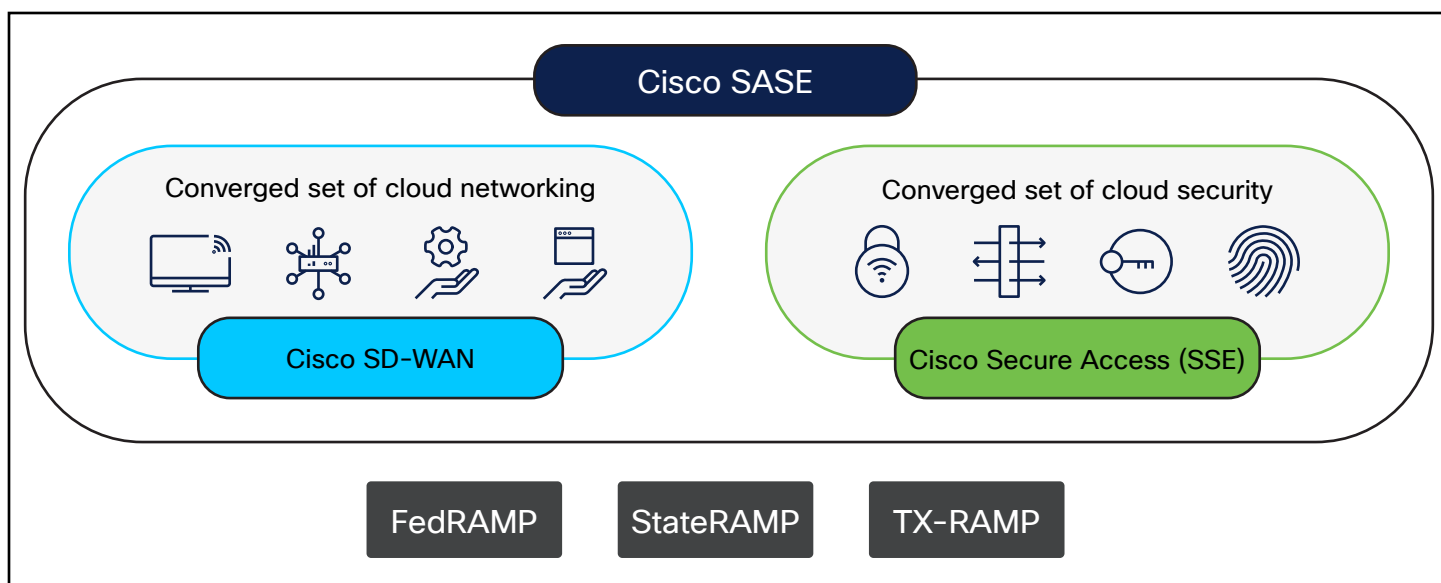 Cisco SASE
Converged set of cloud networking
Converged set of cloud security
Cisco SD-WAN
Cisco Secure Access (SSE)
FedRAMP
StateRAMP
TX-RAMP